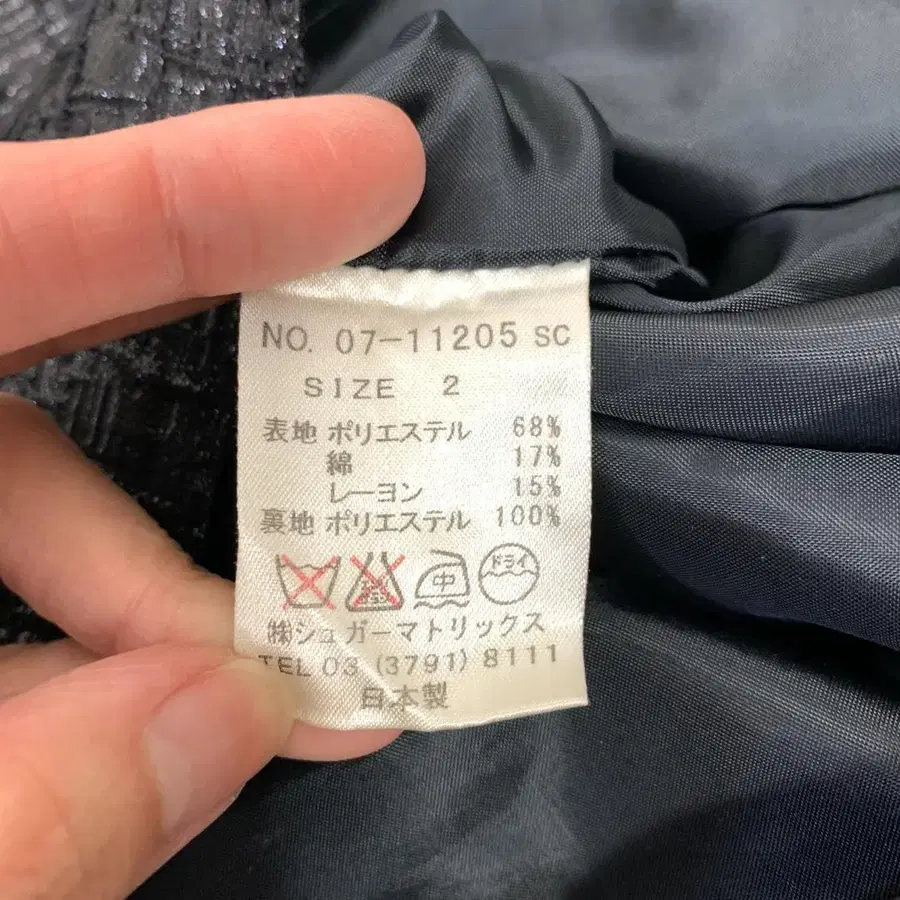 NO. 07-11205 SC
SIZE 2
表地 ポリエステル 68%
綿 17%
レーヨン 15%
裏地 ポリエステル 100%
中 ドライ
㈱シュガーマトリックス
TEL 03 (3791) 8111
日本製